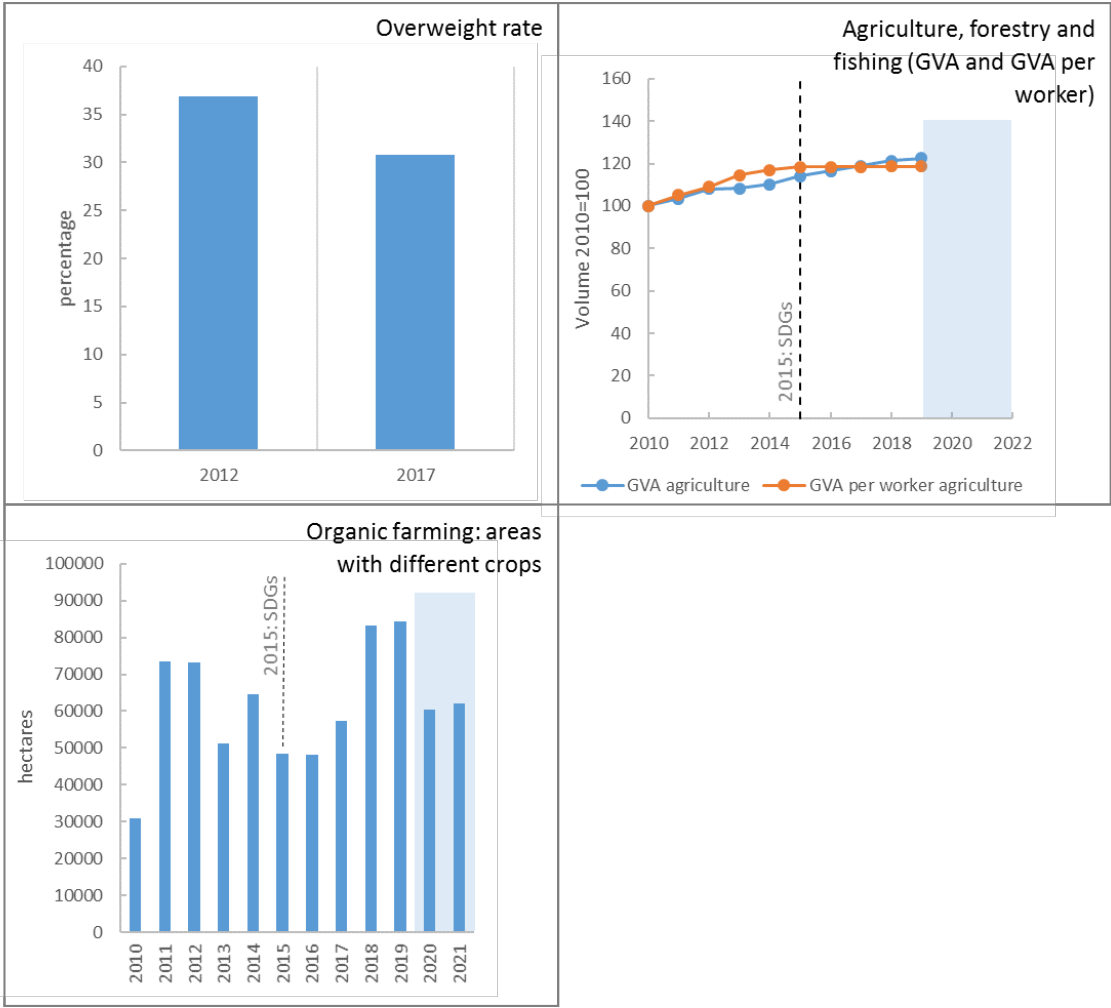 Overweight rate
percentage
40
35
30
25
20
15
10
5
0
2012 2017
Agriculture, forestry and
fishing (GVA and GVA per
worker)
Volume 2010=100
160
140
120
100
80
60
40
20
0
2015: SDGs
2010 2012 2014 2016 2018 2020 2022
GVA agriculture GVA per worker agriculture
Organic farming: areas
with different crops
hectares
100000
90000
80000
70000
60000
50000
40000
30000
20000
10000
0
2015: SDGs
2010 2011 2012 2013 2014 2015 2016 2017 2018 2019 2020 2021